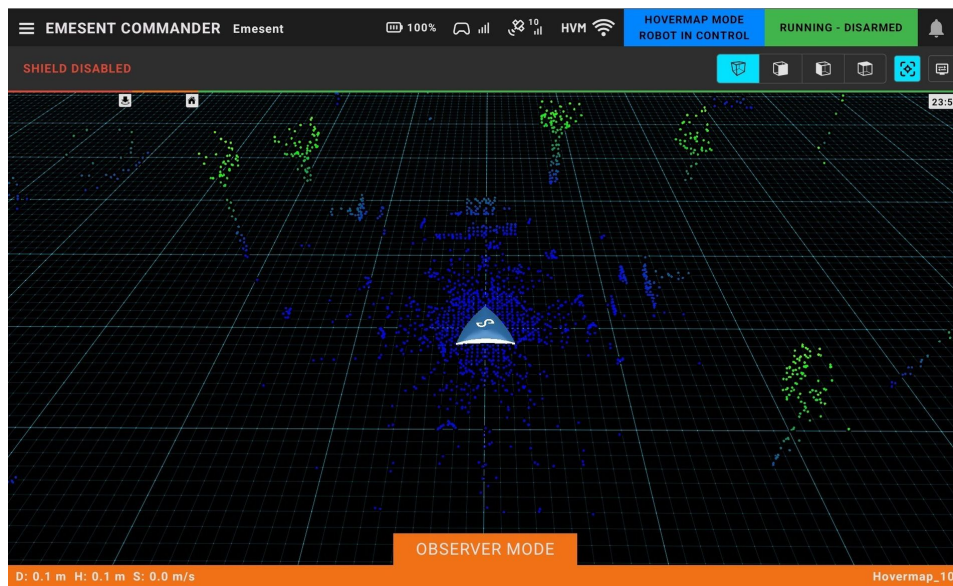 EMESENT COMMANDER Emesent 100% 10 HVM HOVERMAP MODE
ROBOT IN CONTROL RUNNING - DISARMED
SHIELD DISABLED
23:5
OBSERVER MODE
D: 0.1 m H: 0.1 m S: 0.0 m/s Hovermap_10